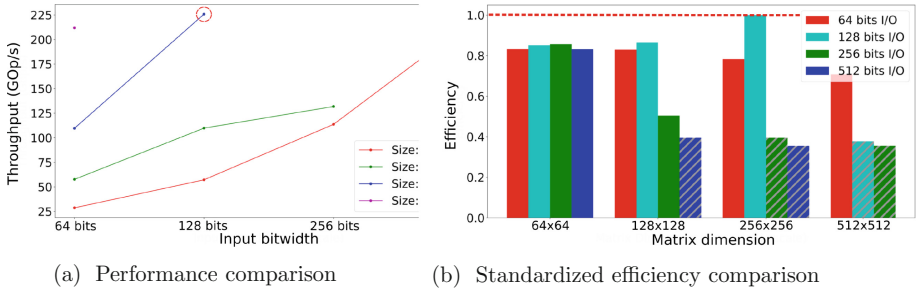 225
200
175
150
125
100
75
50
25
Throughput (GOp/s)
64 bits
128 bits
256 bits
Input bitwidth
Size:
Size:
Size:
Size:
(a) Performance comparison
1.0
0.8
0.6
0.4
0.2
0.0
Efficiency
64 bits I/O
128 bits I/O
256 bits I/O
512 bits I/O
64x64
128x128
256x256
512x512
Matrix dimension
(b) Standardized efficiency comparison